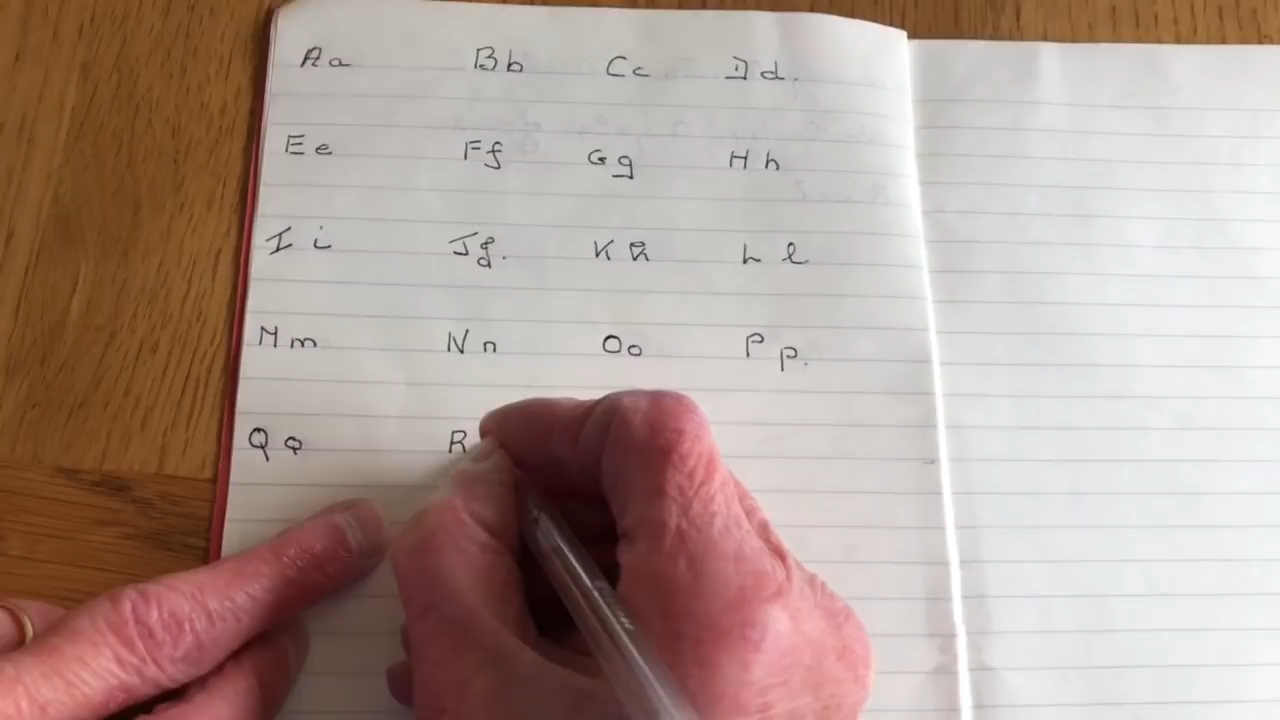 Aa Bb Cc Dd.
Ee Ff Gg Hh
Ii Jj. Kk Ll
Mm Nn Oo Pp.
Qq R